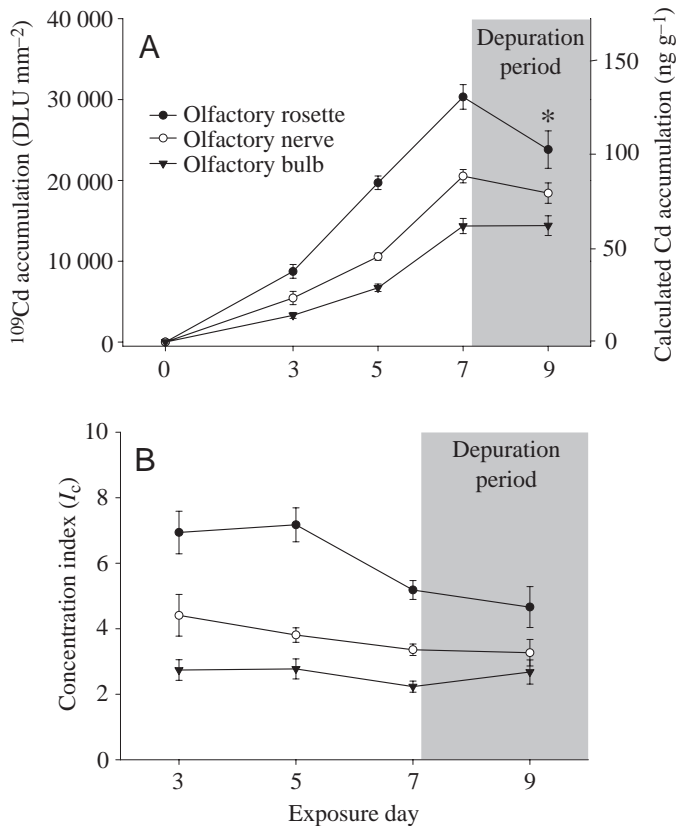 A
Depuration
period
Olfactory rosette
Olfactory nerve
Olfactory bulb
*
¹⁰⁹Cd accumulation (DLU mm⁻²)
40 000
30 000
20 000
10 000
0
150
100
50
0
Calculated Cd accumulation (ng g⁻¹)
0 3 5 7 9
B
Depuration
period
Concentration index (Ic)
10
8
6
4
2
0
3 5 7 9
Exposure day